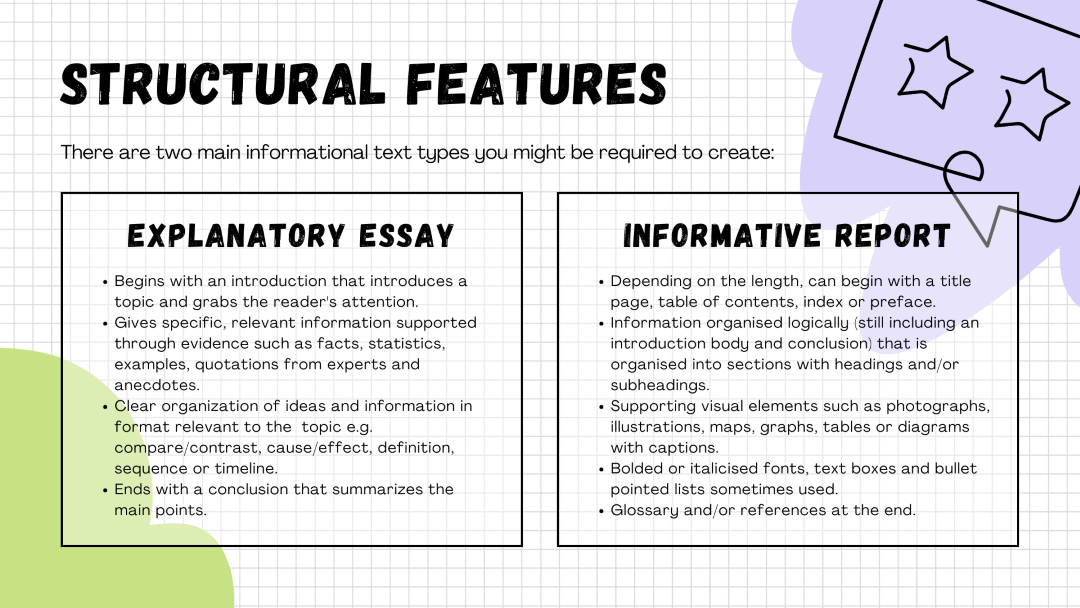 STRUCTURAL FEATURES
There are two main informational text types you might be required to create:
EXPLANATORY ESSAY
• Begins with an introduction that introduces a
topic and grabs the reader's attention.
• Gives specific, relevant information supported
through evidence such as facts, statistics,
examples, quotations from experts and
anecdotes.
• Clear organization of ideas and information in
format relevant to the  topic e.g.
compare/contrast, cause/effect, definition,
sequence or timeline.
• Ends with a conclusion that summarizes the
main points.
INFORMATIVE REPORT
• Depending on the length, can begin with a title
page, table of contents, index or preface.
• Information organised logically (still including an
introduction body and conclusion) that is
organised into sections with headings and/or
subheadings.
• Supporting visual elements such as photographs,
illustrations, maps, graphs, tables or diagrams
with captions.
• Bolded or italicised fonts, text boxes and bullet
pointed lists sometimes used.
• Glossary and/or references at the end.